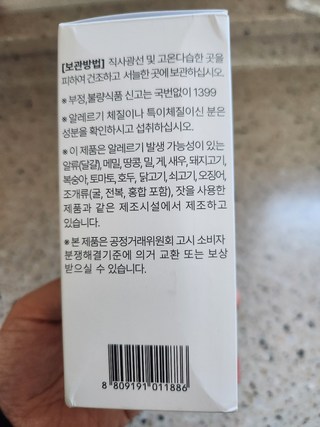 [보관방법] 직사광선 및 고온다습한 곳을
피하여 건조하고 서늘한 곳에 보관하십시오.
※ 부정,불량식품 신고는 국번없이 1399
※ 알레르기 체질이나 특이체질이신 분은
성분을 확인하시고 섭취하십시오.
※ 이 제품은 알레르기 발생 가능성이 있는
알류(달걀), 메밀, 땅콩, 밀, 게, 새우, 돼지고기,
복숭아, 토마토, 호두, 닭고기, 쇠고기, 오징어,
조개류(굴, 전복, 홍합 포함), 잣을 사용한
제품과 같은 제조시설에서 제조하고
있습니다.
※ 본 제품은 공정거래위원회 고시 소비자
분쟁해결기준에 의거 교환 또는 보상
받으실 수 있습니다.
8 809191 011886